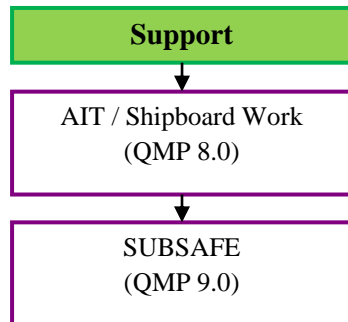 Support
AIT / Shipboard Work
(QMP 8.0)
SUBSAFE
(QMP 9.0)